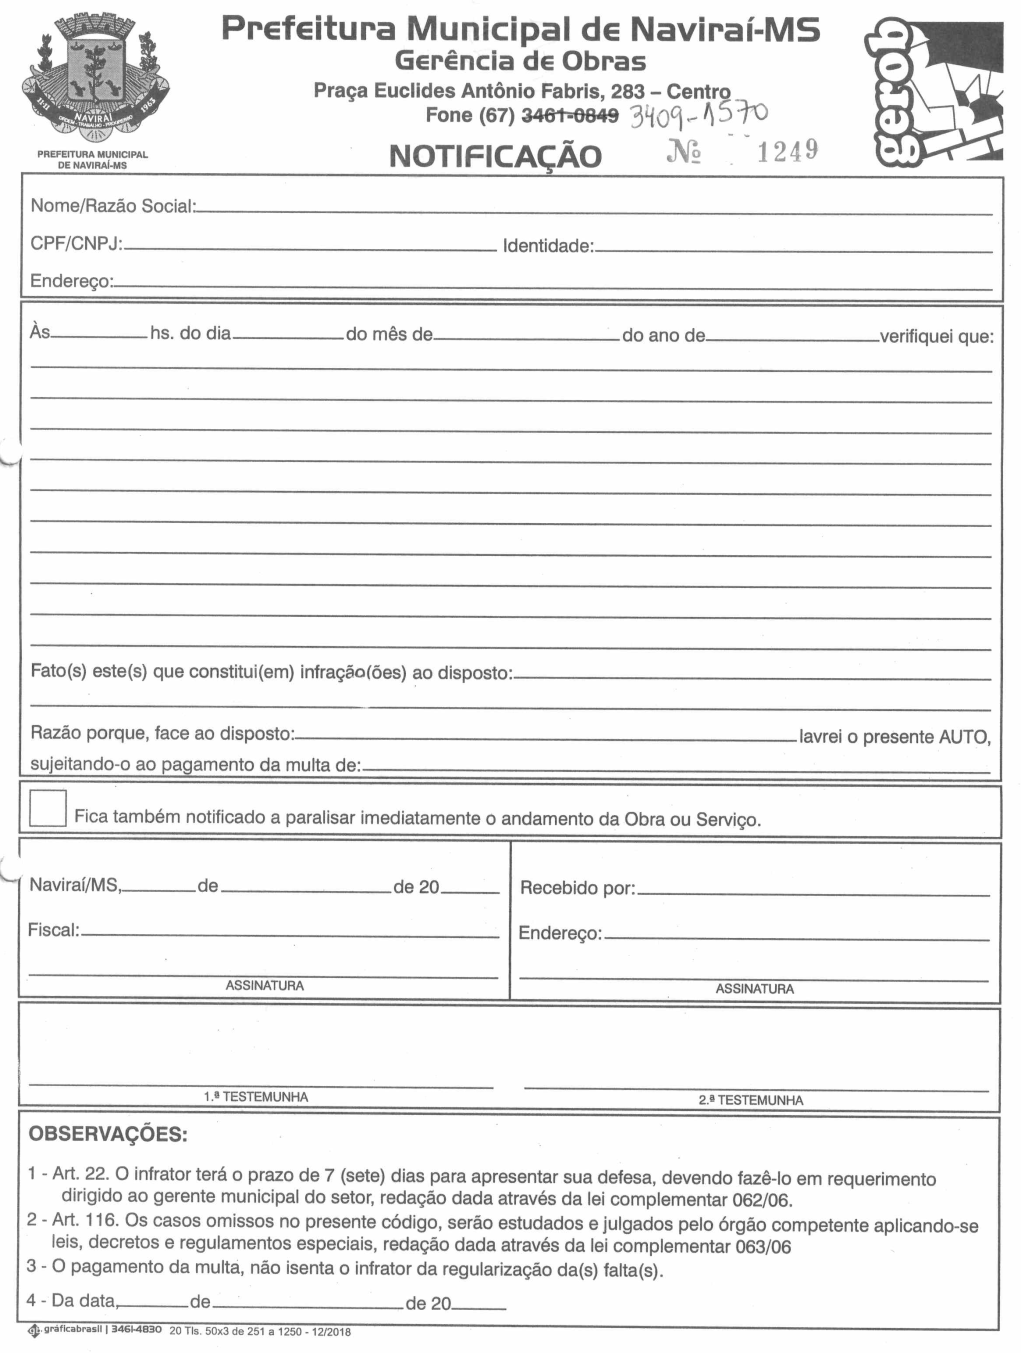 Prefeitura Municipal de Naviraí-MS
Gerência de Obras
Praça Euclides Antônio Fabris, 283 – Centro
Fone (67) 3461-0849 3409-1570
NOTIFICAÇÃO Nº 1249
11-11 NAVIRAÍ 1963
ORDEM - TRABALHO - PROGRESSO
PREFEITURA MUNICIPAL
DE NAVIRAÍ-MS
gerob
Nome/Razão Social:
CPF/CNPJ: Identidade:
Endereço:
Às hs. do dia do mês de do ano de verifiquei que:
Fato(s) este(s) que constitui(em) infração(ões) ao disposto:
Razão porque, face ao disposto: lavrei o presente AUTO,
sujeitando-o ao pagamento da multa de:
Fica também notificado a paralisar imediatamente o andamento da Obra ou Serviço.
Naviraí/MS, de de 20
Fiscal:
ASSINATURA
Recebido por:
Endereço:
ASSINATURA
1.ª TESTEMUNHA 2.ª TESTEMUNHA
OBSERVAÇÕES:
1 - Art. 22. O infrator terá o prazo de 7 (sete) dias para apresentar sua defesa, devendo fazê-lo em requerimento
dirigido ao gerente municipal do setor, redação dada através da lei complementar 062/06.
2 - Art. 116. Os casos omissos no presente código, serão estudados e julgados pelo órgão competente aplicando-se
leis, decretos e regulamentos especiais, redação dada através da lei complementar 063/06
3 - O pagamento da multa, não isenta o infrator da regularização da(s) falta(s).
4 - Da data, de de 20
gráficabrasil | 3461-4830 20 Tls. 50x3 de 251 a 1250 - 12/2018